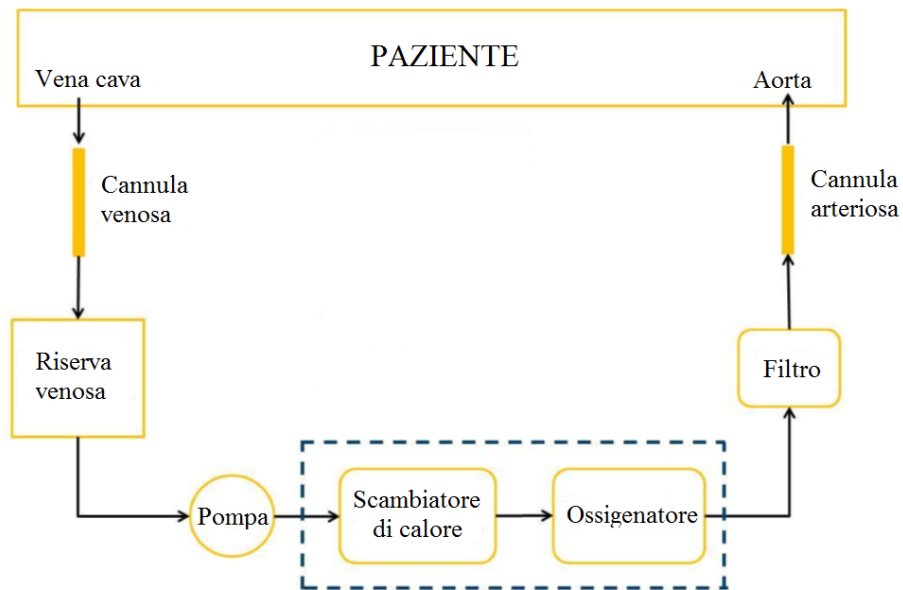 PAZIENTE
Vena cava
Aorta
Cannula
venosa
Cannula
arteriosa
Riserva
venosa
Filtro
Pompa
Scambiatore
di calore
Ossigenatore